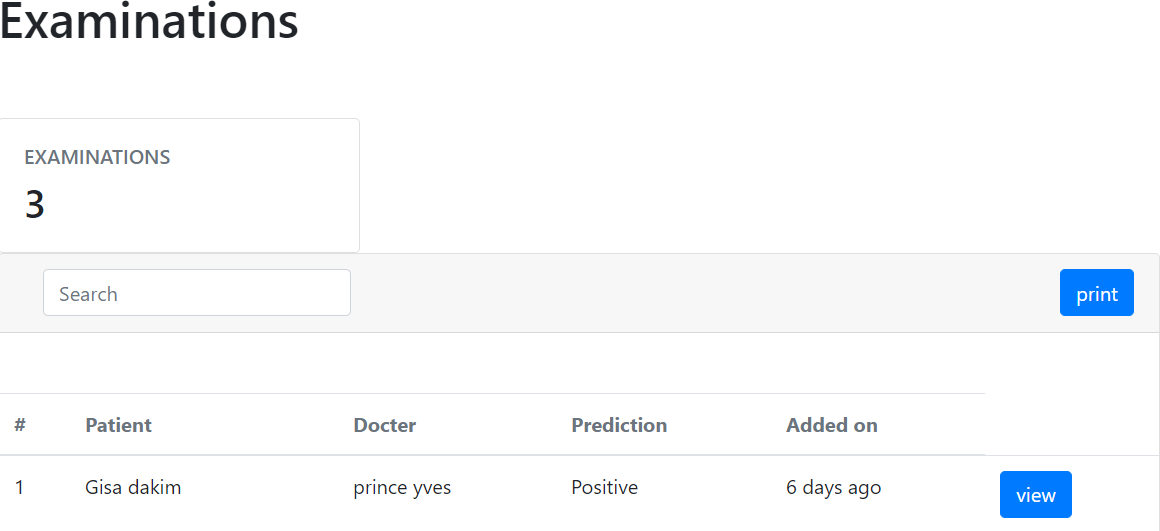 Examinations
EXAMINATIONS
3
Search print
# Patient Docter Prediction Added on
1 Gisa dakim prince yves Positive 6 days ago view